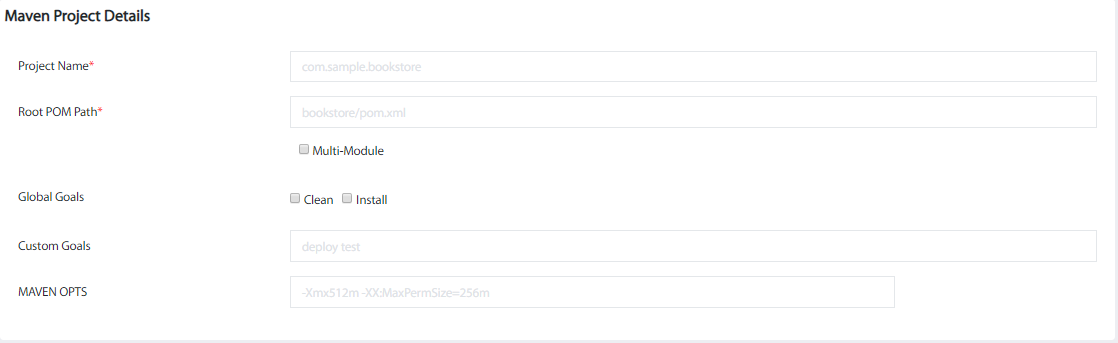 Maven Project Details
Project Name* com.sample.bookstore
Root POM Path* bookstore/pom.xml
Multi-Module
Global Goals Clean Install
Custom Goals deploy test
MAVEN OPTS -Xmx512m -XX:MaxPermSize=256m